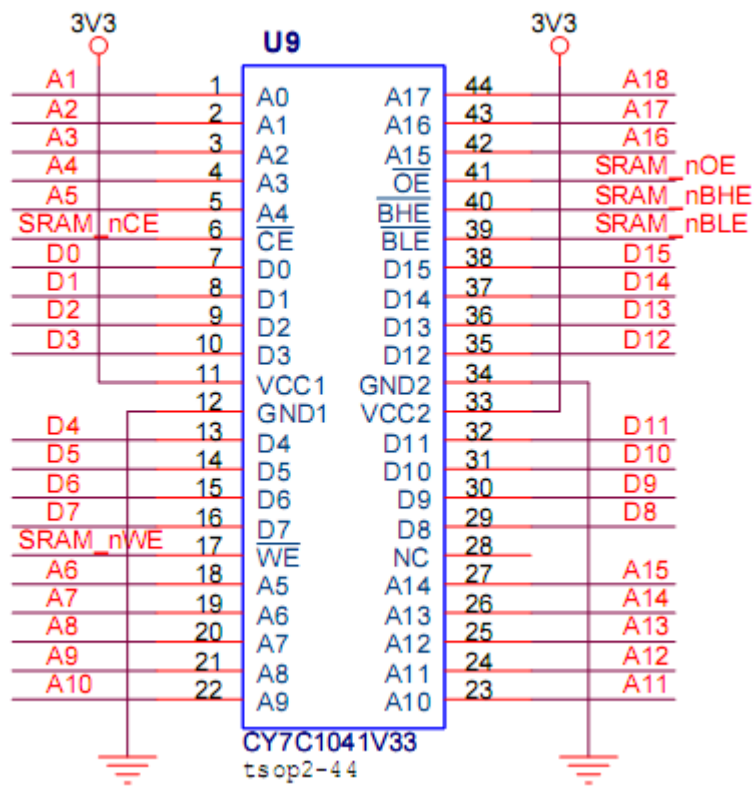 3V3 3V3
U9
A1 1 A0 A17 44 A18
A2 2 A1 A16 43 A17
A3 3 A2 A15 42 A16
A4 4 A3 OE 41 SRAM_nOE
A5 5 A4 BHE 40 SRAM_nBHE
SRAM_nCE 6 CE BLE 39 SRAM_nBLE
D0 7 D0 D15 38 D15
D1 8 D1 D14 37 D14
D2 9 D2 D13 36 D13
D3 10 D3 D12 35 D12
11 VCC1 GND2 34
12 GND1 VCC2 33
D4 13 D4 D11 32 D11
D5 14 D5 D10 31 D10
D6 15 D6 D9 30 D9
D7 16 D7 D8 29 D8
SRAM_nWE 17 WE NC 28
A6 18 A5 A14 27 A15
A7 19 A6 A13 26 A14
A8 20 A7 A12 25 A13
A9 21 A8 A11 24 A12
A10 22 A9 A10 23 A11
CY7C1041V33
tsop2-44